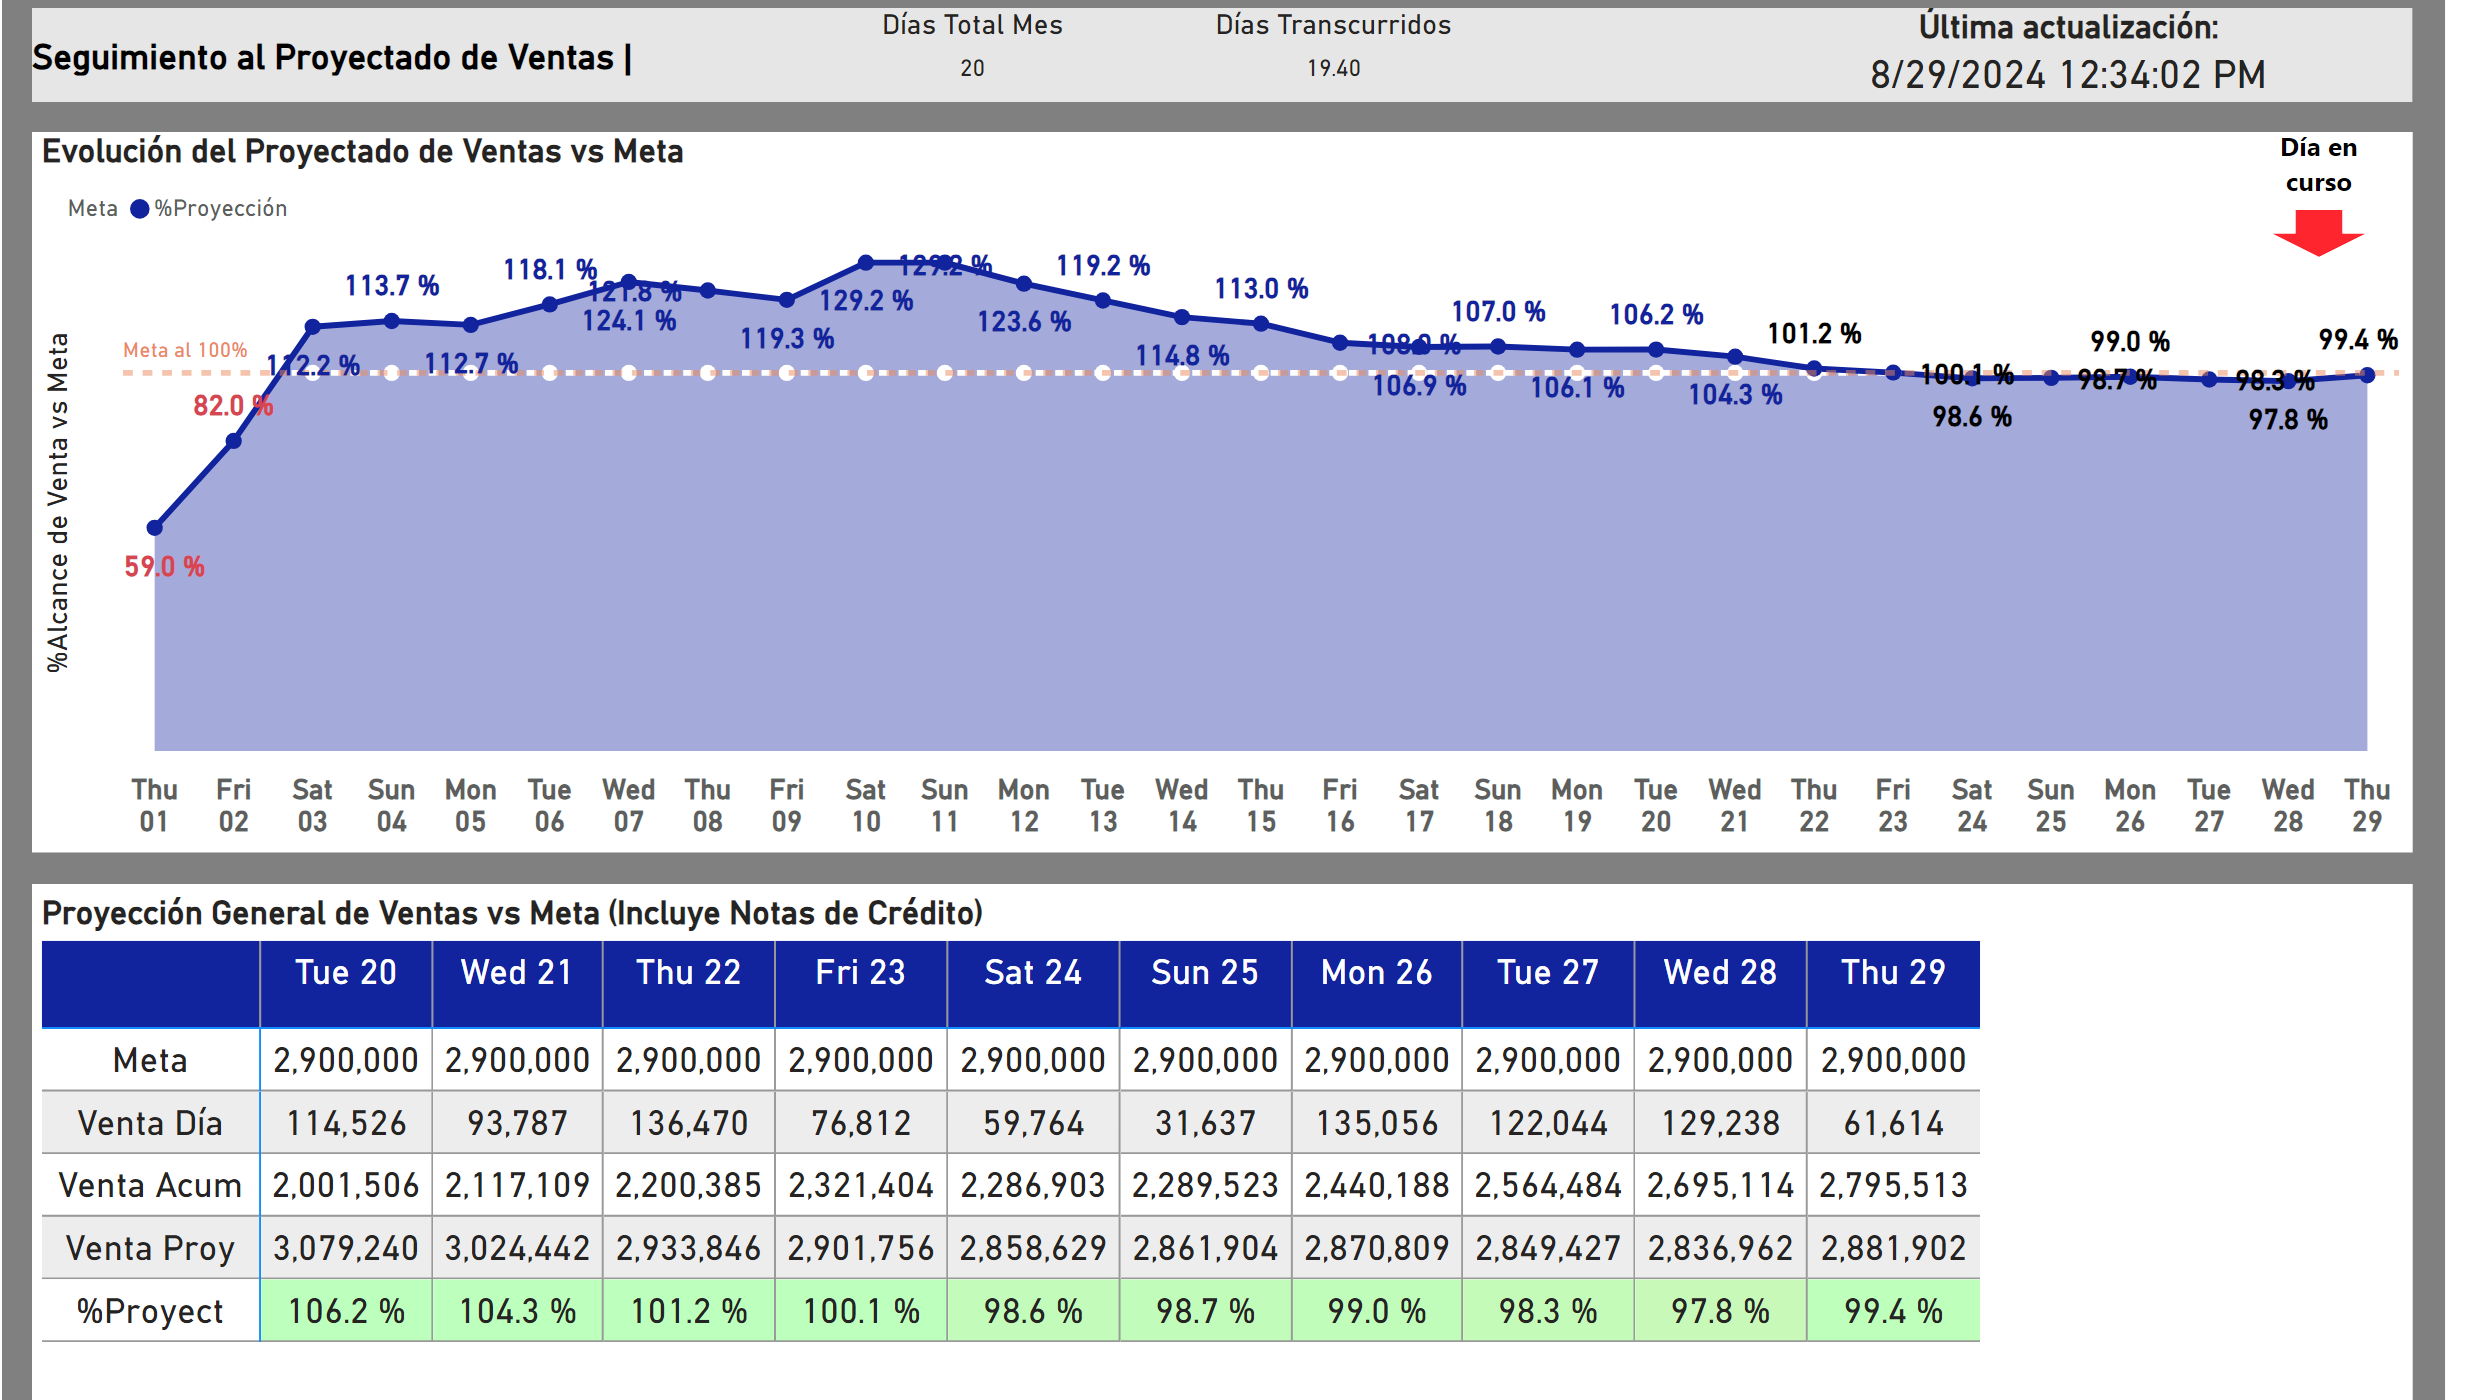 Seguimiento al Proyectado de Ventas |
Días Total Mes
20
Días Transcurridos
19.40
Última actualización:
8/29/2024 12:34:02 PM
Evolución del Proyectado de Ventas vs Meta
Día en
curso
Meta %Proyección
%Alcance de Venta vs Meta
Meta al 100%
59.0 %
82.0 %
112.2 %
113.7 %
112.7 %
118.1 %
124.1 %
121.8 %
119.3 %
129.2 %
129.2 %
123.6 %
119.2 %
114.8 %
113.0 %
108.0 %
106.9 %
107.0 %
106.1 %
106.2 %
104.3 %
101.2 %
100.1 %
98.6 %
98.7 %
99.0 %
98.3 %
97.8 %
99.4 %
Thu Fri Sat Sun Mon Tue Wed Thu Fri Sat Sun Mon Tue Wed Thu Fri Sat Sun Mon Tue Wed Thu Fri Sat Sun Mon Tue Wed Thu
01 02 03 04 05 06 07 08 09 10 11 12 13 14 15 16 17 18 19 20 21 22 23 24 25 26 27 28 29
Proyección General de Ventas vs Meta (Incluye Notas de Crédito)
Tue 20 Wed 21 Thu 22 Fri 23 Sat 24 Sun 25 Mon 26 Tue 27 Wed 28 Thu 29
Meta 2,900,000 2,900,000 2,900,000 2,900,000 2,900,000 2,900,000 2,900,000 2,900,000 2,900,000 2,900,000
Venta Día 114,526 93,787 136,470 76,812 59,764 31,637 135,056 122,044 129,238 61,614
Venta Acum 2,001,506 2,117,109 2,200,385 2,321,404 2,286,903 2,289,523 2,440,188 2,564,484 2,695,114 2,795,513
Venta Proy 3,079,240 3,024,442 2,933,846 2,901,756 2,858,629 2,861,904 2,870,809 2,849,427 2,836,962 2,881,902
%Proyect 106.2 % 104.3 % 101.2 % 100.1 % 98.6 % 98.7 % 99.0 % 98.3 % 97.8 % 99.4 %